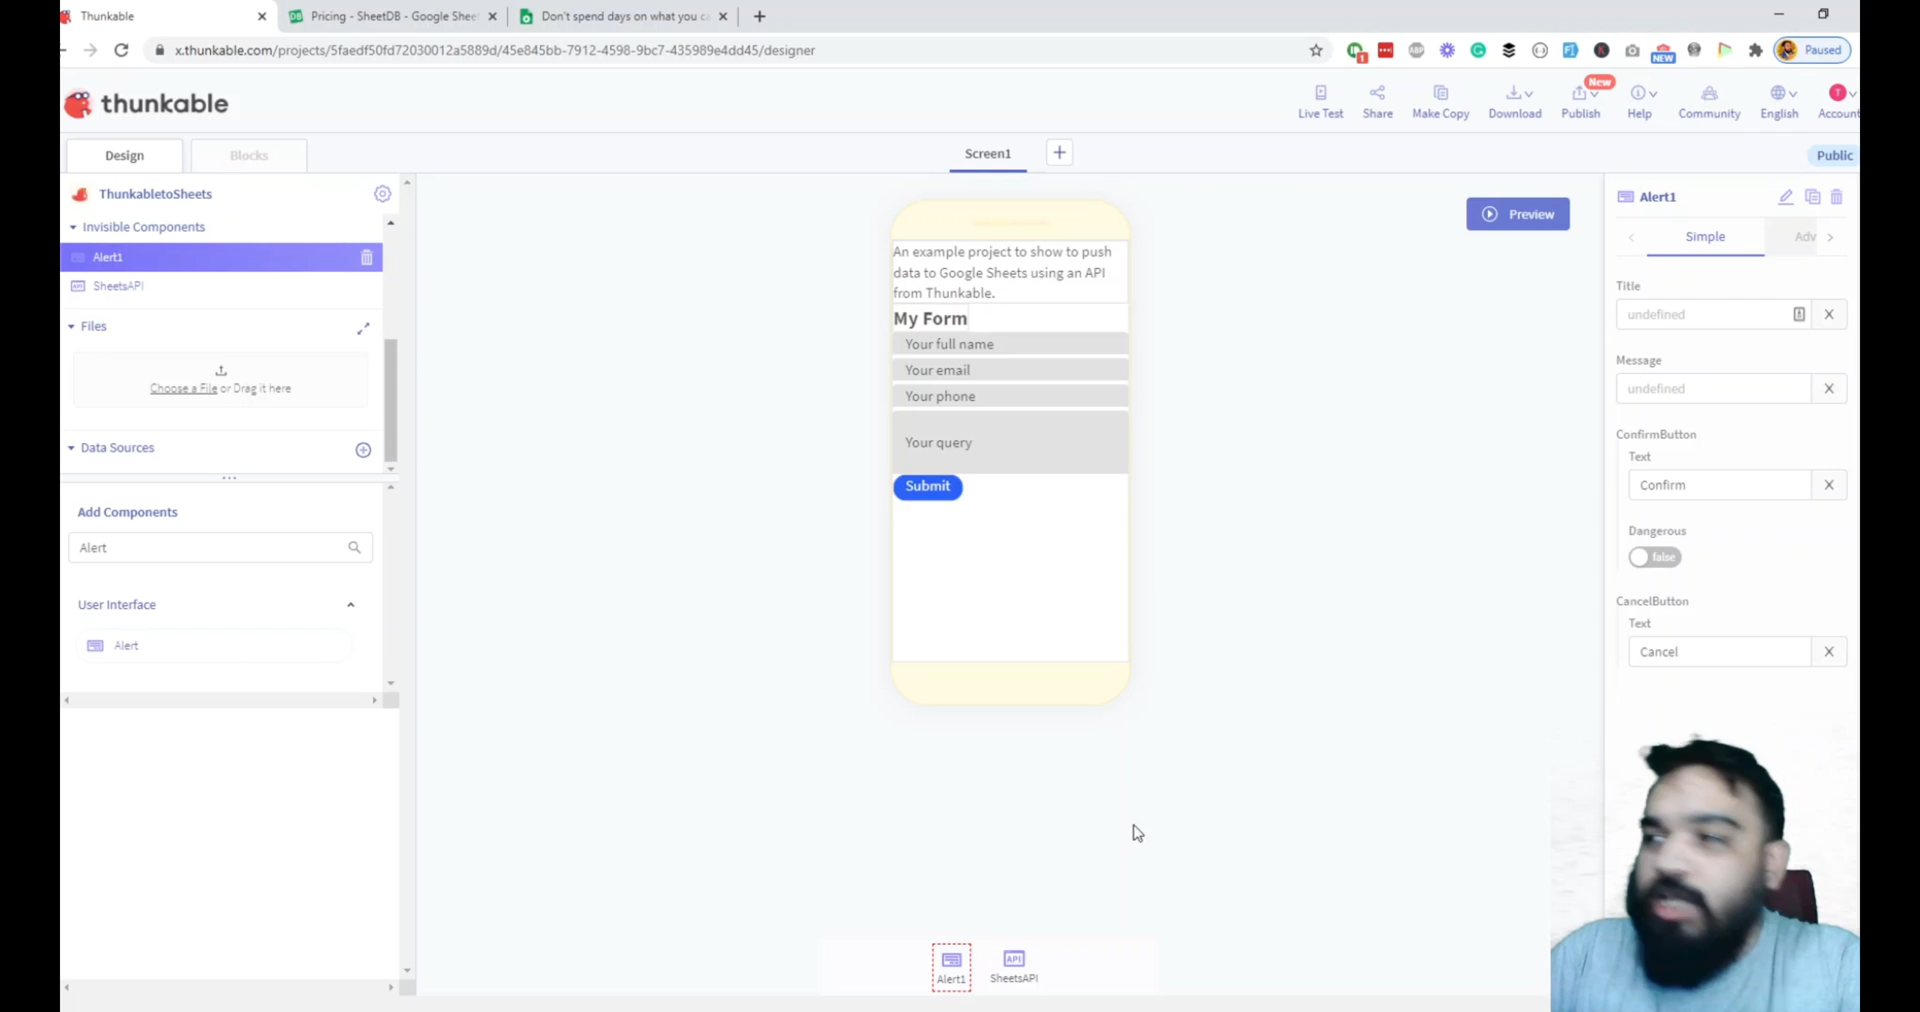 Thunkable
Pricing - SheetDB - Google Shee
Don't spend days on what you c
x.thunkable.com/projects/5faedf50fd72030012a5889d/45e845bb-7912-4598-9bc7-435989e4dd45/designer
1
ABP
NEW
Paused
thunkable
New
Live Test
Share
Make Copy
Download
Publish
Help
Community
English
T
Account
Design
Blocks
Screen1
Public
ThunkabletoSheets
Invisible Components
Alert1
API
SheetsAPI
Files
Choose a File or Drag it here
Data Sources
Add Components
Alert
User Interface
Alert
An example project to show to push
data to Google Sheets using an API
from Thunkable.
My Form
Your full name
Your email
Your phone
Your query
Submit
Preview
Alert1
API
SheetsAPI
Alert1
Simple
Adv
Title
undefined
X
Message
undefined
X
ConfirmButton
Text
Confirm
X
Dangerous
false
CancelButton
Text
Cancel
X